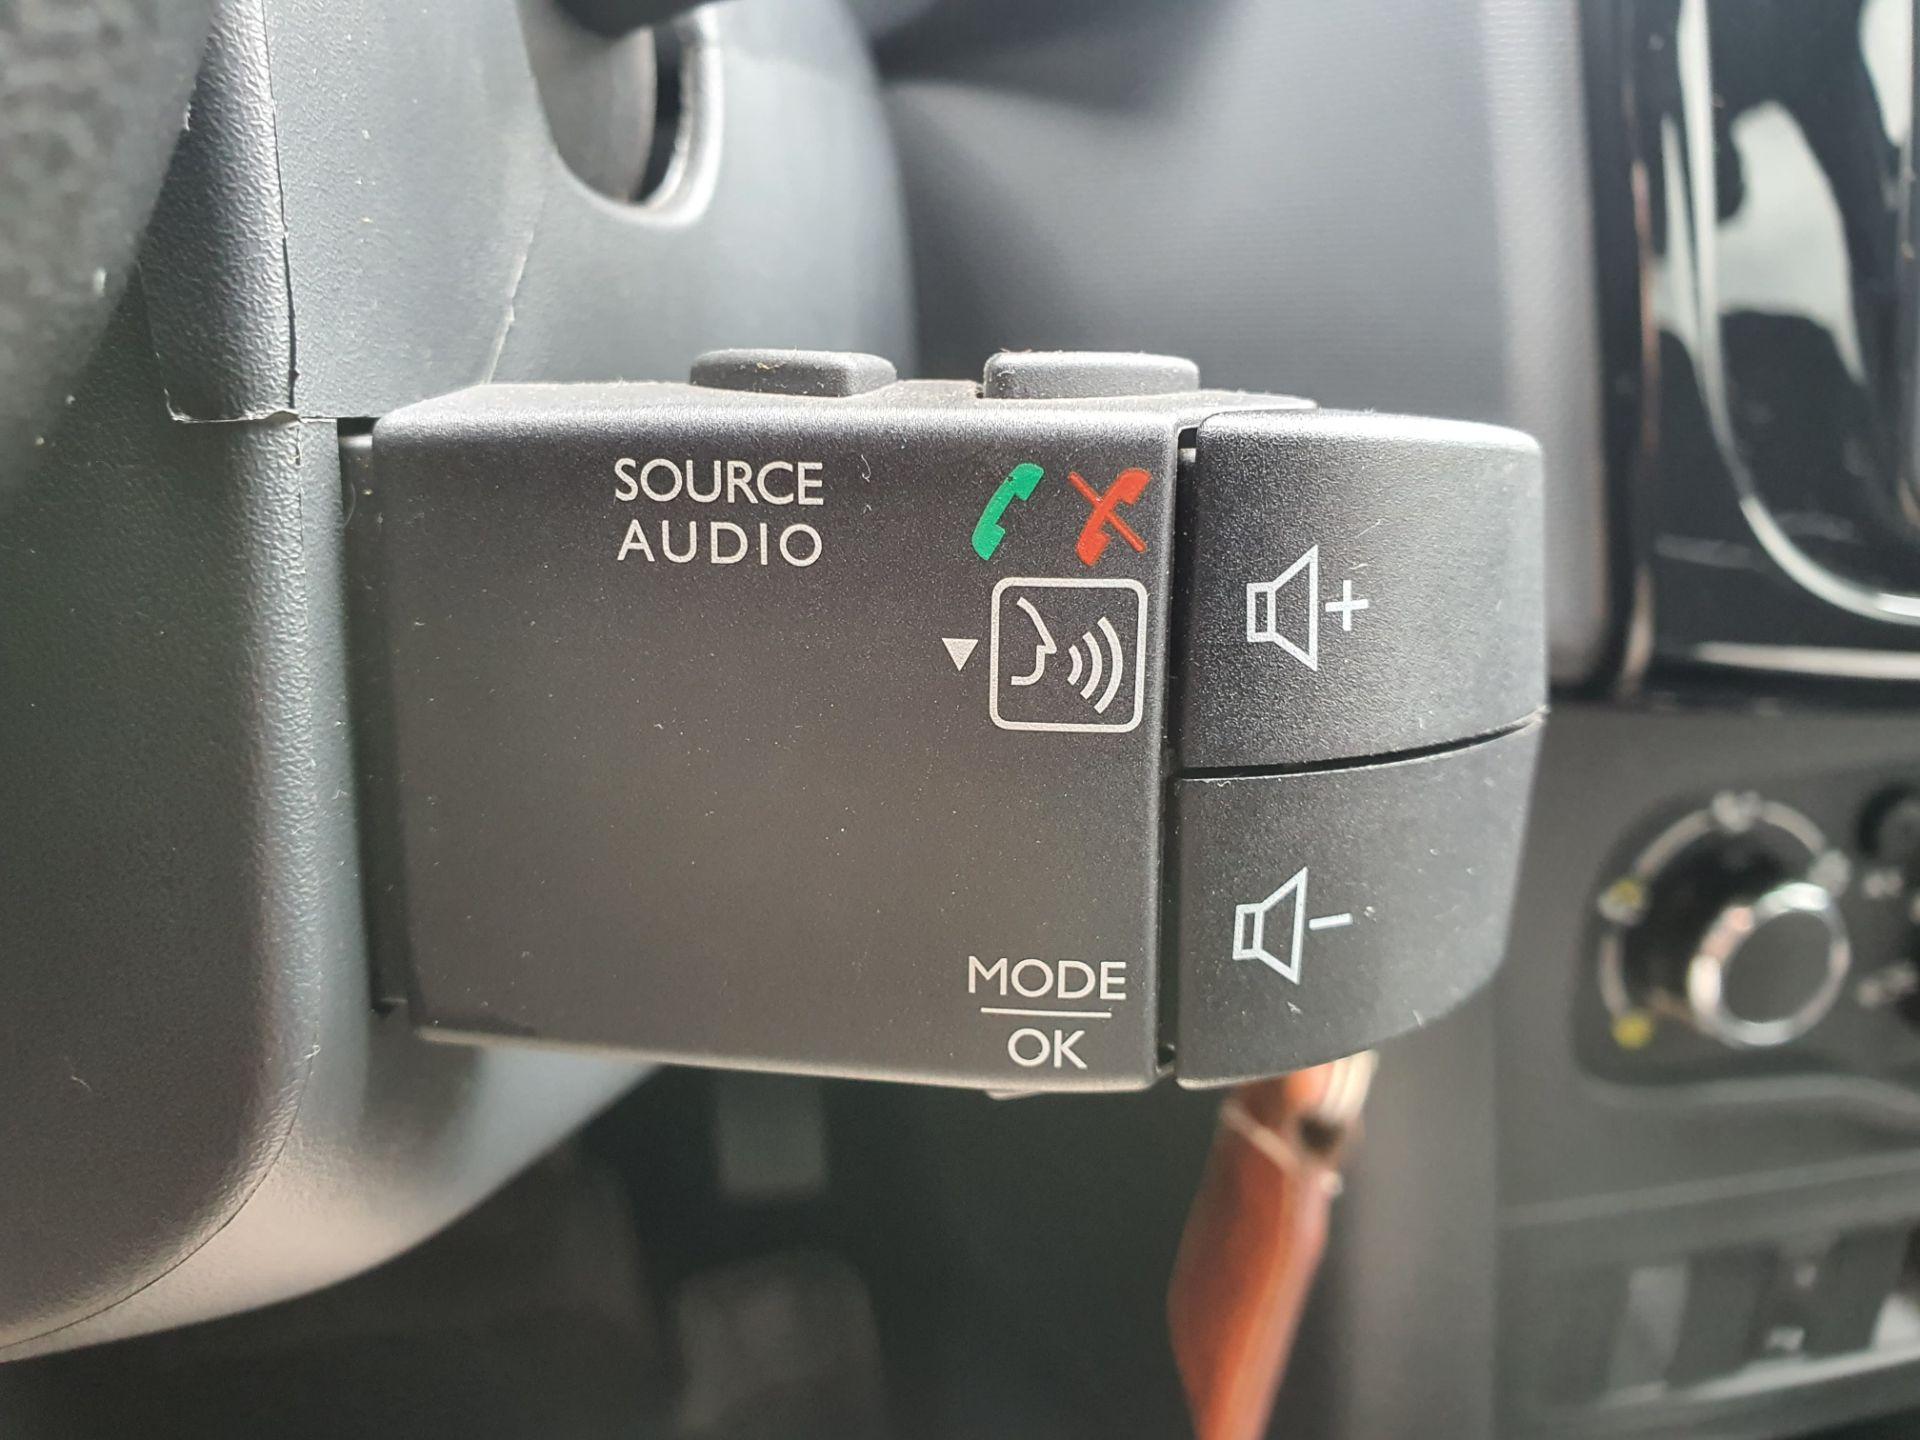 SOURCE
AUDIO
+
-
MODE
OK